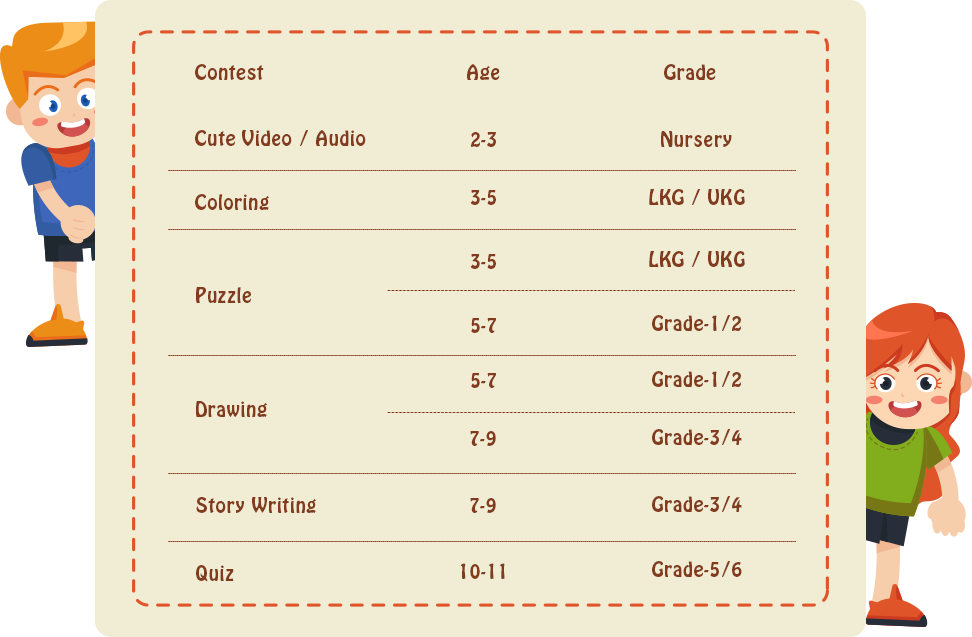 Contest Age Grade
Cute Video / Audio 2-3 Nursery
Coloring 3-5 LKG / UKG
Puzzle 3-5 LKG / UKG
5-7 Grade-1/2
Drawing 5-7 Grade-1/2
7-9 Grade-3/4
Story Writing 7-9 Grade-3/4
Quiz 10-11 Grade-5/6